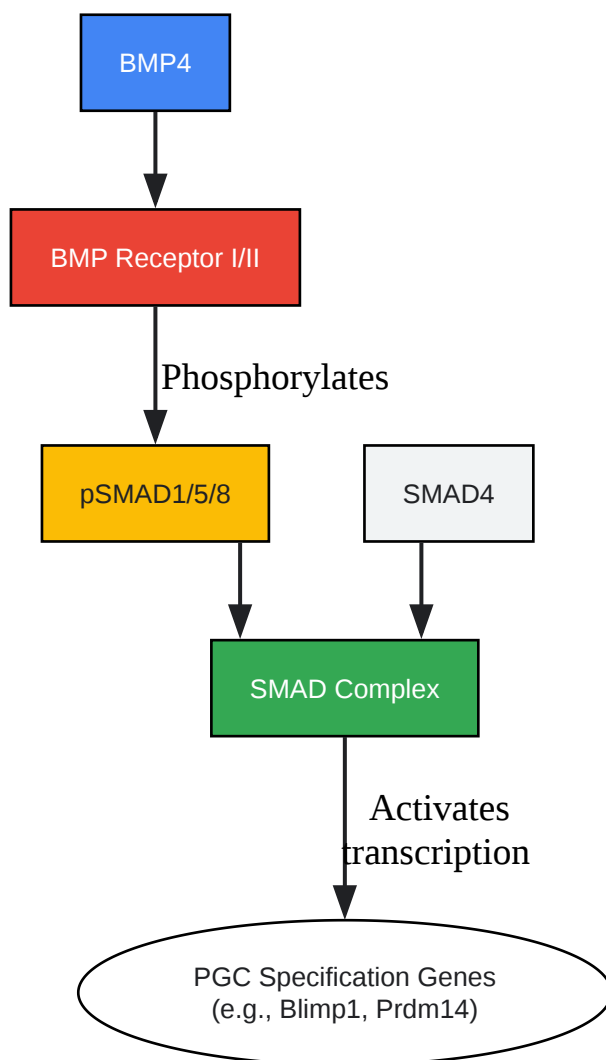 BMP4
BMP Receptor I/II
Phosphorylates
pSMAD1/5/8
SMAD4
SMAD Complex
Activates
transcription
PGC Specification Genes
(e.g., Blimp1, Prdm14)